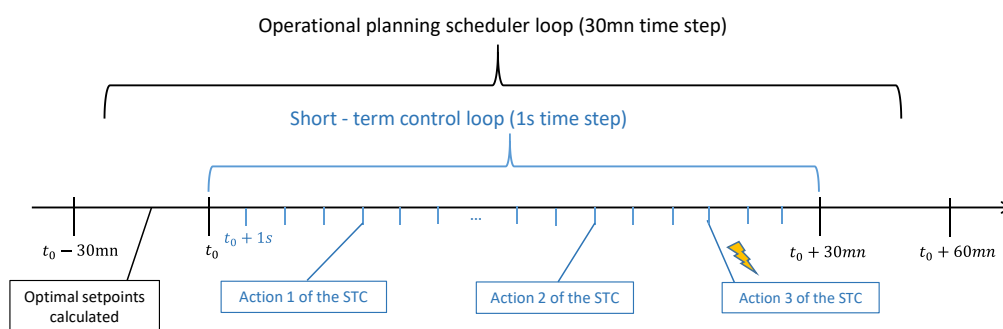 Operational planning scheduler loop (30mn time step)
Short - term control loop (1s time step)
...
t₀ − 30mn
t₀
t₀ + 1s
t₀ + 30mn
t₀ + 60mn
Optimal setpoints
calculated
Action 1 of the STC
Action 2 of the STC
Action 3 of the STC